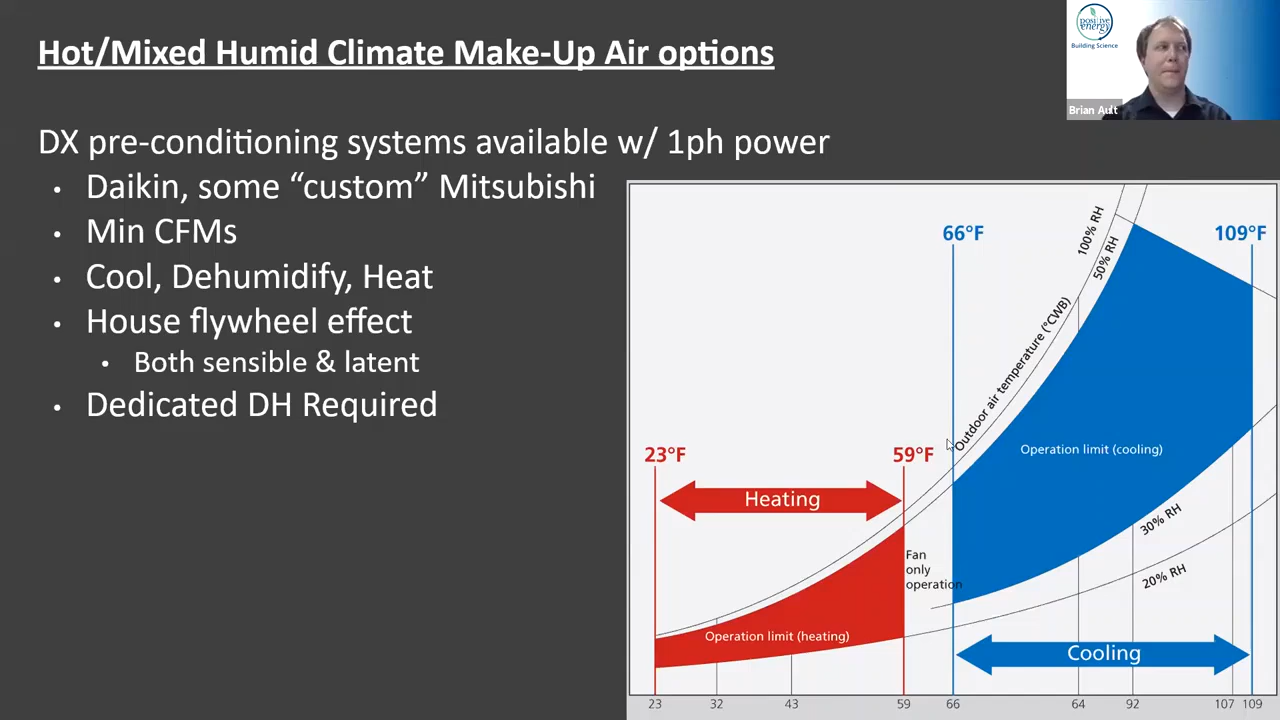 Hot/Mixed Humid Climate Make-Up Air options
positive
energy
Building Science
Brian Ault
DX pre-conditioning systems available w/ 1ph power
• Daikin, some “custom” Mitsubishi
• Min CFMs
• Cool, Dehumidify, Heat
• House flywheel effect
• Both sensible & latent
• Dedicated DH Required
66°F
109°F
100% RH
50% RH
Outdoor air temperature (°CWB)
Operation limit (cooling)
23°F
59°F
Heating
30% RH
Fan
only
operation
20% RH
Operation limit (heating)
Cooling
23 32 43 59 66 64 92 107 109